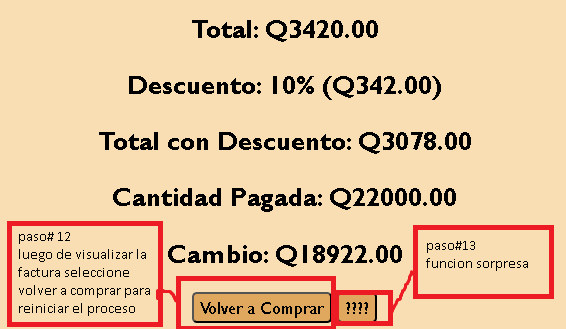 Total: Q3420.00
Descuento: 10% (Q342.00)
Total con Descuento: Q3078.00
Cantidad Pagada: Q22000.00
Cambio: Q18922.00
paso# 12
luego de visualizar la
factura seleccione
volver a comprar para
reiniciar el proceso
paso#13
funcion sorpresa
Volver a Comprar
????